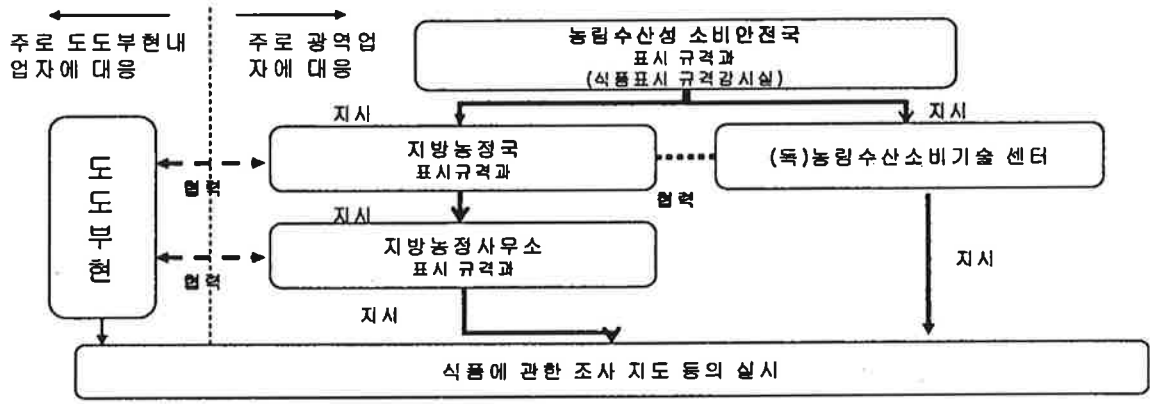 주로 도도부현내
업자에 대응
주로 광역업
자에 대응
농림수산성 소비안전국
표시 규격과
(식품표시 규격감시실)
지시
지시
도
도
부
현
지방농정국
표시규격과
(독)농림수산소비기술 센터
협력
협력
지시
지방농정사무소
표시 규격과
협력
지시
지시
식품에 관한 조사 지도 등의 실시